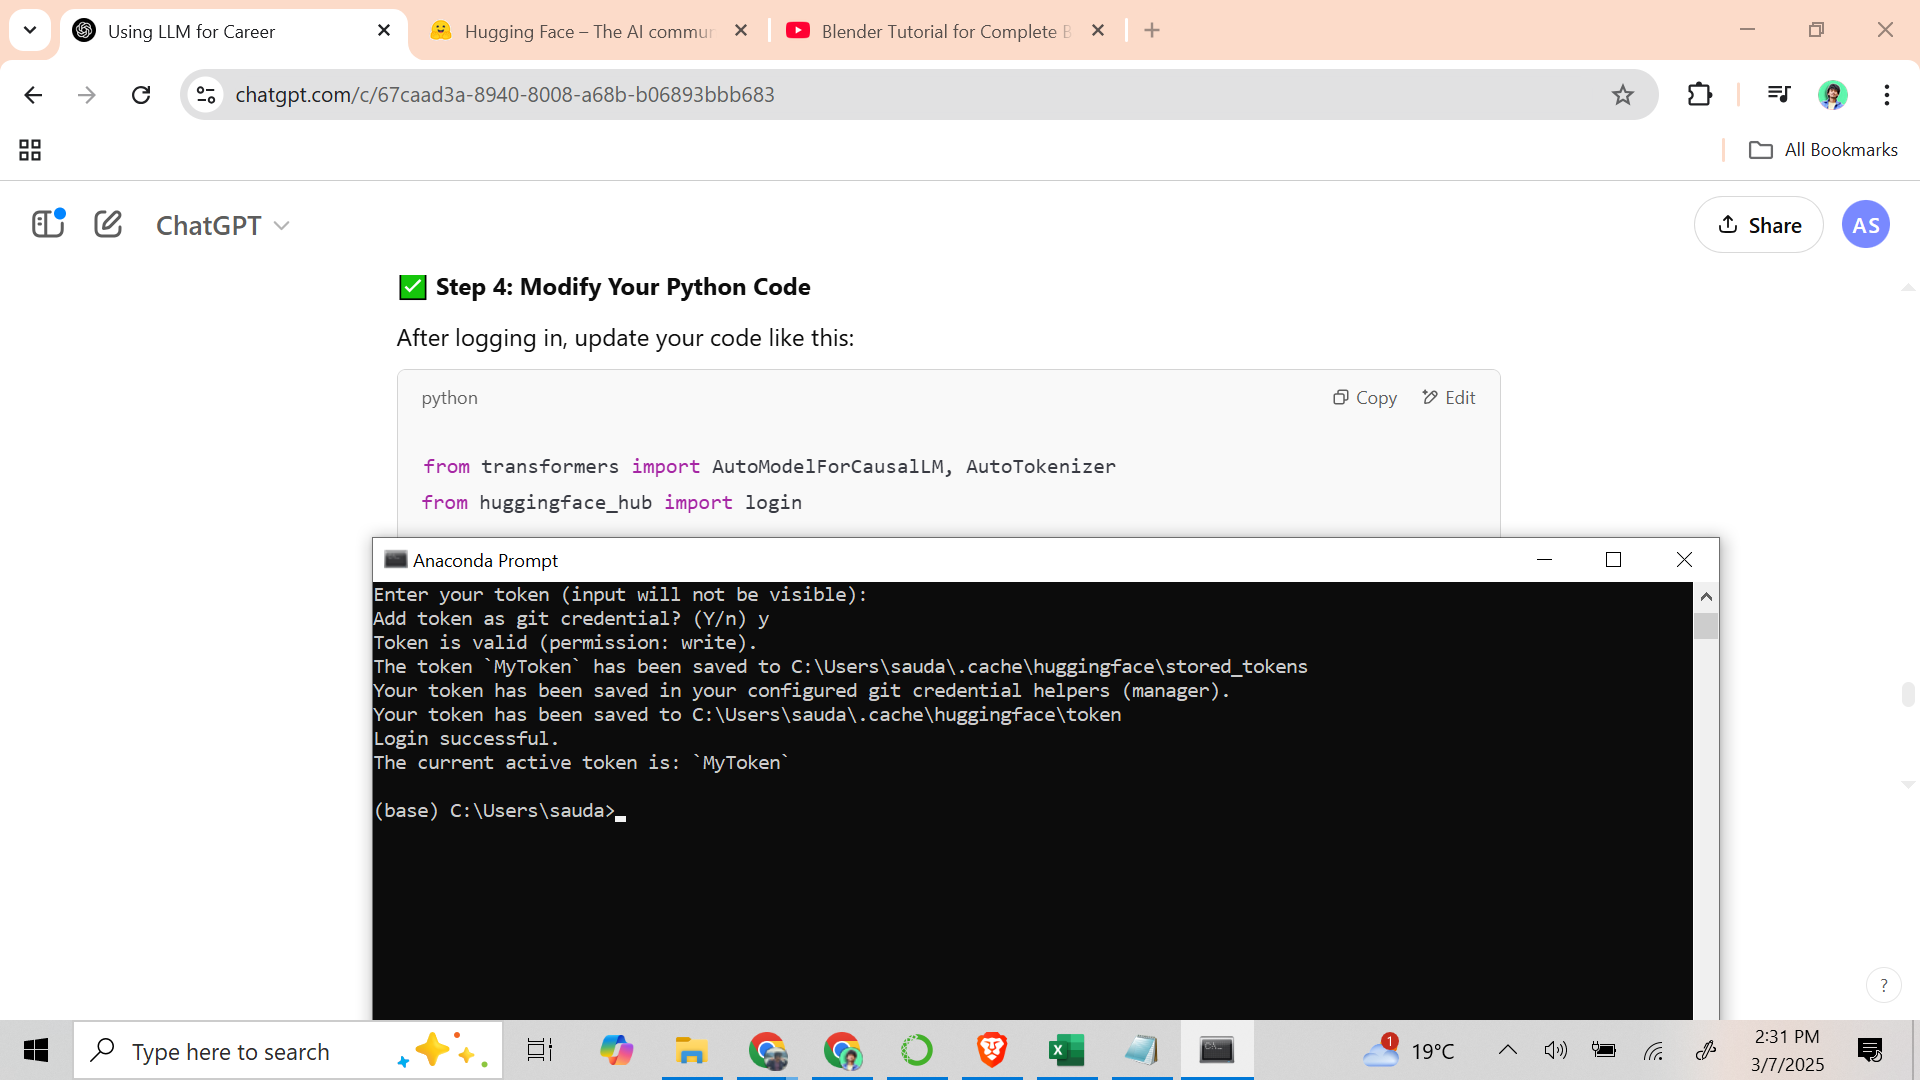 Using LLM for Career
Hugging Face – The AI commun
Blender Tutorial for Complete B
chatgpt.com/c/67caad3a-8940-8008-a68b-b06893bbb683
All Bookmarks
ChatGPT
Share
AS
Step 4: Modify Your Python Code
After logging in, update your code like this:
python
Copy
Edit
from transformers import AutoModelForCausalLM, AutoTokenizer
from huggingface_hub import login
Anaconda Prompt
Enter your token (input will not be visible):
Add token as git credential? (Y/n) y
Token is valid (permission: write).
The token `MyToken` has been saved to C:\Users\sauda\.cache\huggingface\stored_tokens
Your token has been saved in your configured git credential helpers (manager).
Your token has been saved to C:\Users\sauda\.cache\huggingface\token
Login successful.
The current active token is: `MyToken`
(base) C:\Users\sauda>
?
Type here to search
1
19°C
2:31 PM
3/7/2025